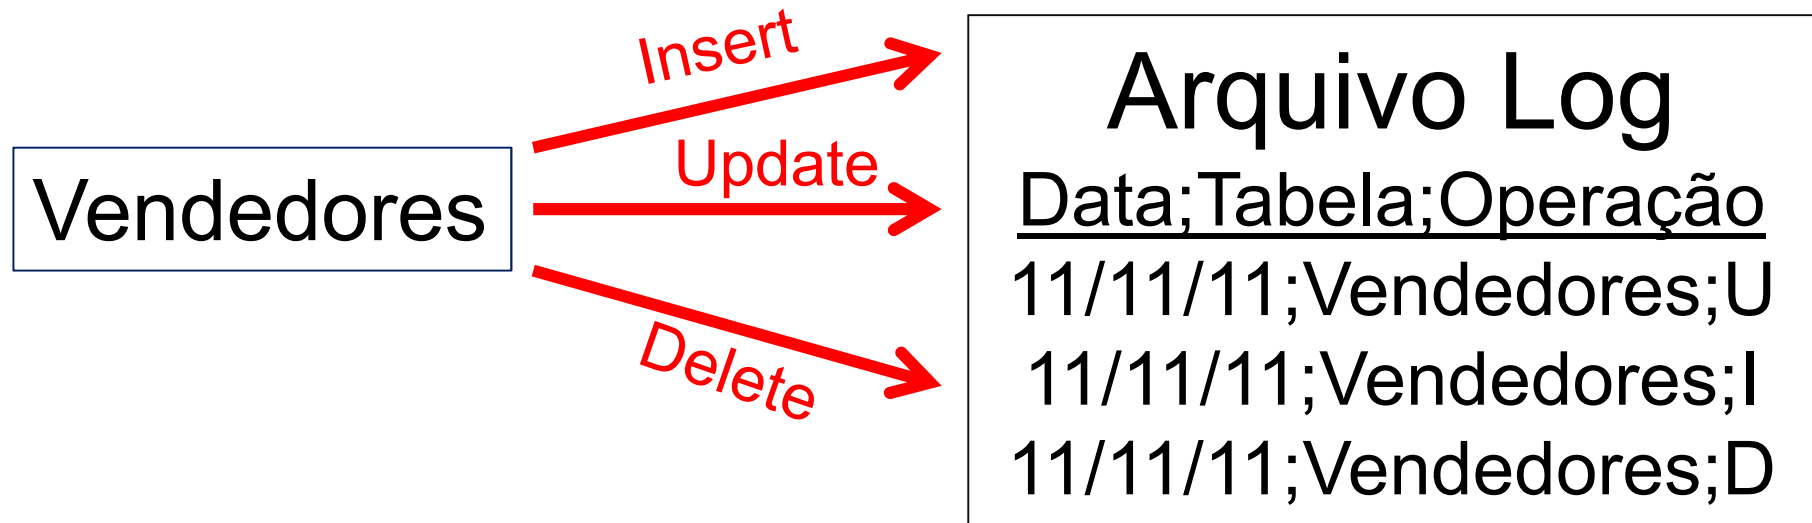 Vendedores
Insert
Update
Delete
Arquivo Log
Data;Tabela;Operação
11/11/11;Vendedores;U
11/11/11;Vendedores;I
11/11/11;Vendedores;D